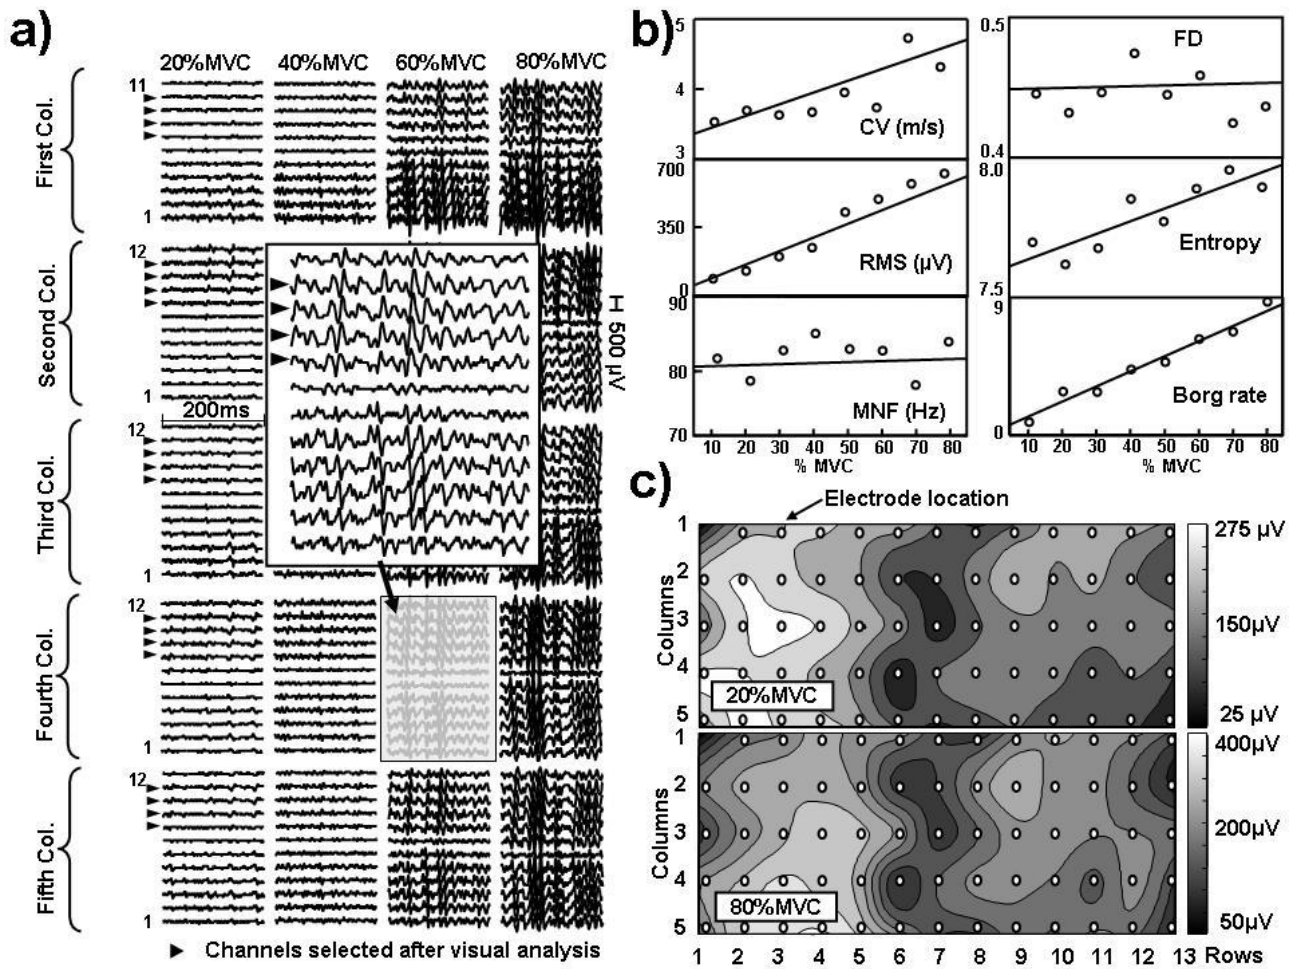 a)
20%MVC 40%MVC 60%MVC 80%MVC
First Col.
11
1
Second Col.
12
1
H 500 µV
200ms
Third Col.
12
1
Fourth Col.
12
1
Fifth Col.
12
1
Channels selected after visual analysis
b)
5
4
3
CV (m/s)
700
350
0
RMS (µV)
90
80
70
MNF (Hz)
10 20 30 40 50 60 70 80
% MVC
0.5
0.4
FD
8.0
7.5
Entropy
9
0
Borg rate
10 20 30 40 50 60 70 80
% MVC
c)
Electrode location
Columns
1
2
3
4
5
20%MVC
275 µV
150µV
25 µV
Columns
1
2
3
4
5
80%MVC
400µV
200µV
50µV
1 2 3 4 5 6 7 8 9 10 11 12 13 Rows